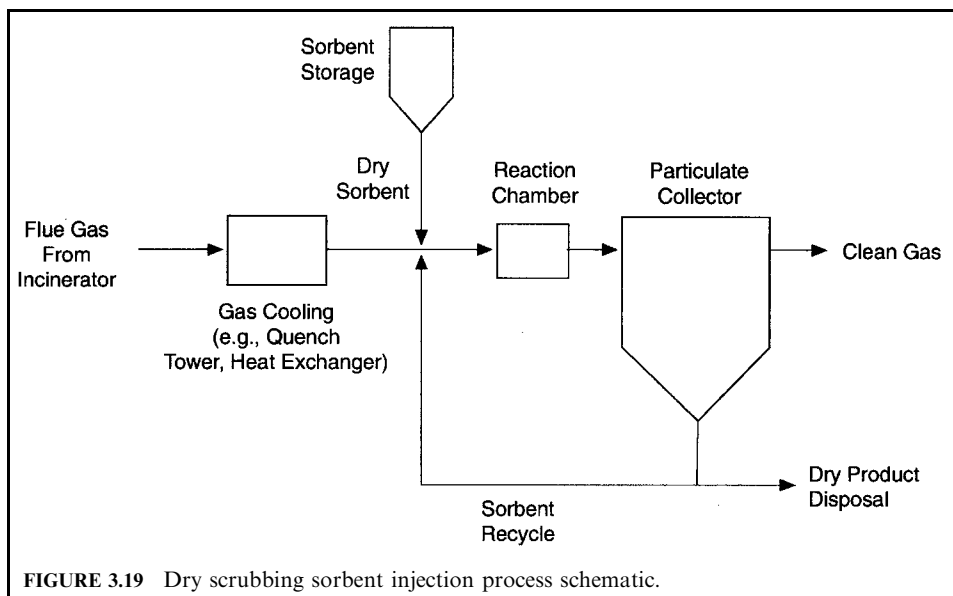 Sorbent
Storage
Dry
Sorbent
Reaction
Chamber
Particulate
Collector
Flue Gas
From
Incinerator
Clean Gas
Gas Cooling
(e.g., Quench
Tower, Heat Exchanger)
Dry Product
Disposal
Sorbent
Recycle
FIGURE 3.19 Dry scrubbing sorbent injection process schematic.